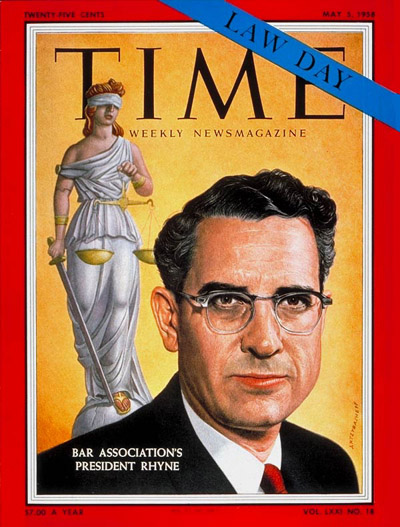 TWENTY-FIVE CENTS
MAY 5, 1958
LAW DAY
TIME
WEEKLY NEWSMAGAZINE
BAR ASSOCIATION'S
PRESIDENT RHYNE
$7.00 A YEAR
VOL. LXXI NO. 18